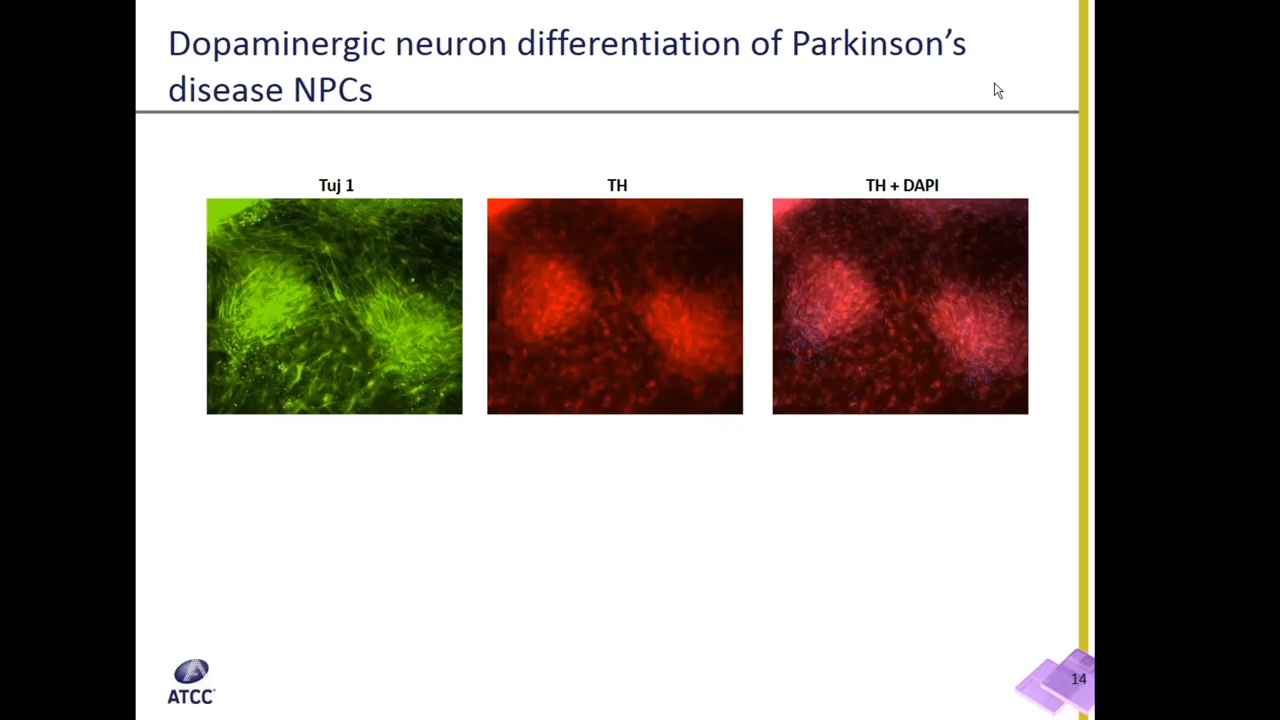 Dopaminergic neuron differentiation of Parkinson’s
disease NPCs
Tuj 1
TH
TH + DAPI
ATCC
14